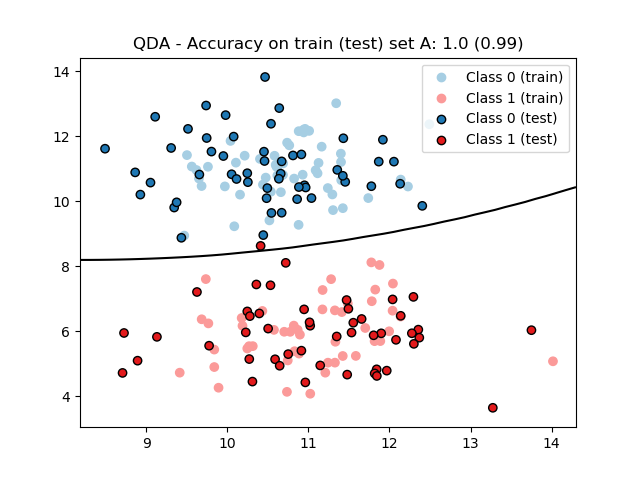 QDA - Accuracy on train (test) set A: 1.0 (0.99)
14
12
10
8
6
4
Class 0 (train)
Class 1 (train)
Class 0 (test)
Class 1 (test)
9 10 11 12 13 14